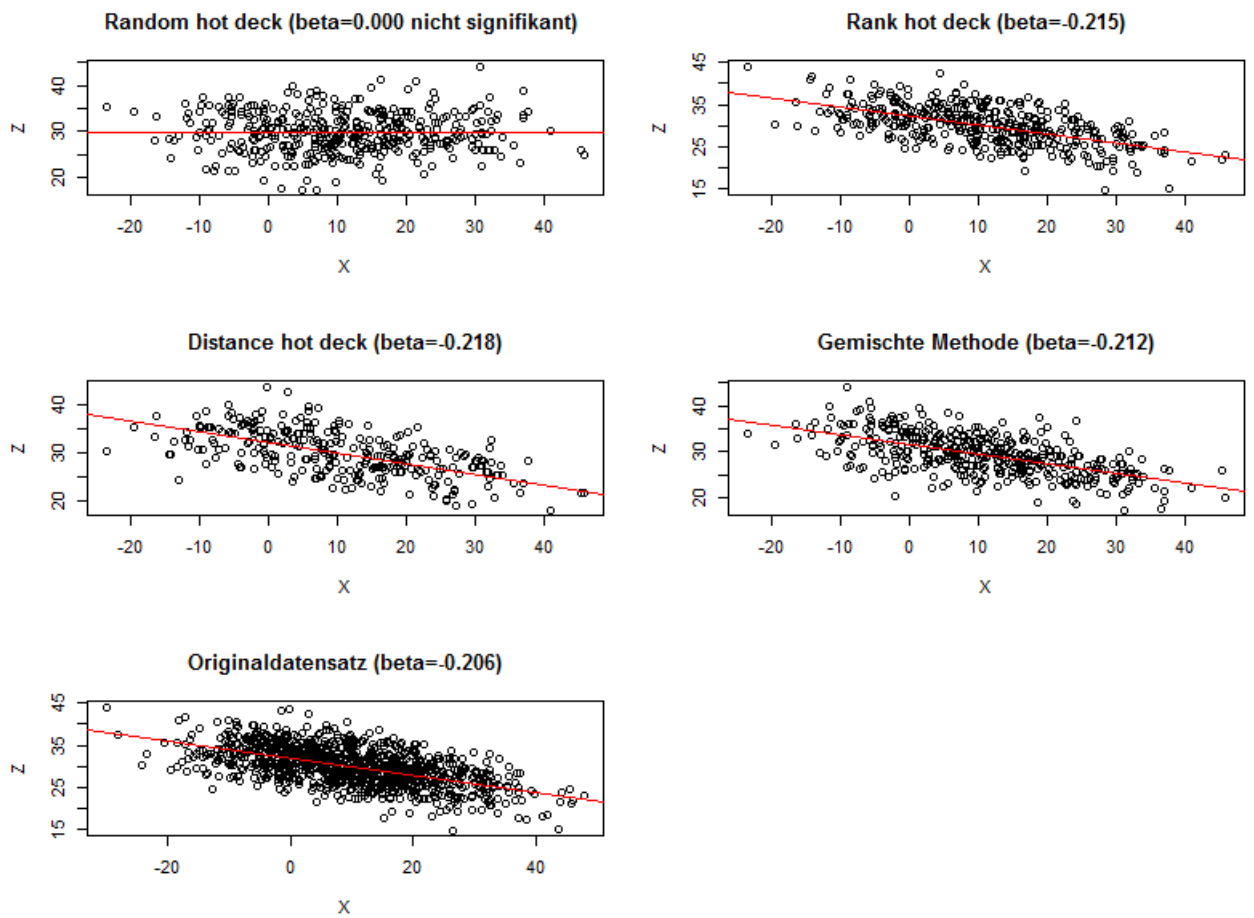 Random hot deck (beta=0.000 nicht signifikant)
Z
20 30 40
-20 -10 0 10 20 30 40
X
Rank hot deck (beta=-0.215)
Z
15 25 35 45
-20 -10 0 10 20 30 40
X
Distance hot deck (beta=-0.218)
Z
20 30 40
-20 -10 0 10 20 30 40
X
Gemischte Methode (beta=-0.212)
Z
20 30 40
-20 -10 0 10 20 30 40
X
Originaldatensatz (beta=-0.206)
Z
15 25 35 45
-20 0 20 40
X